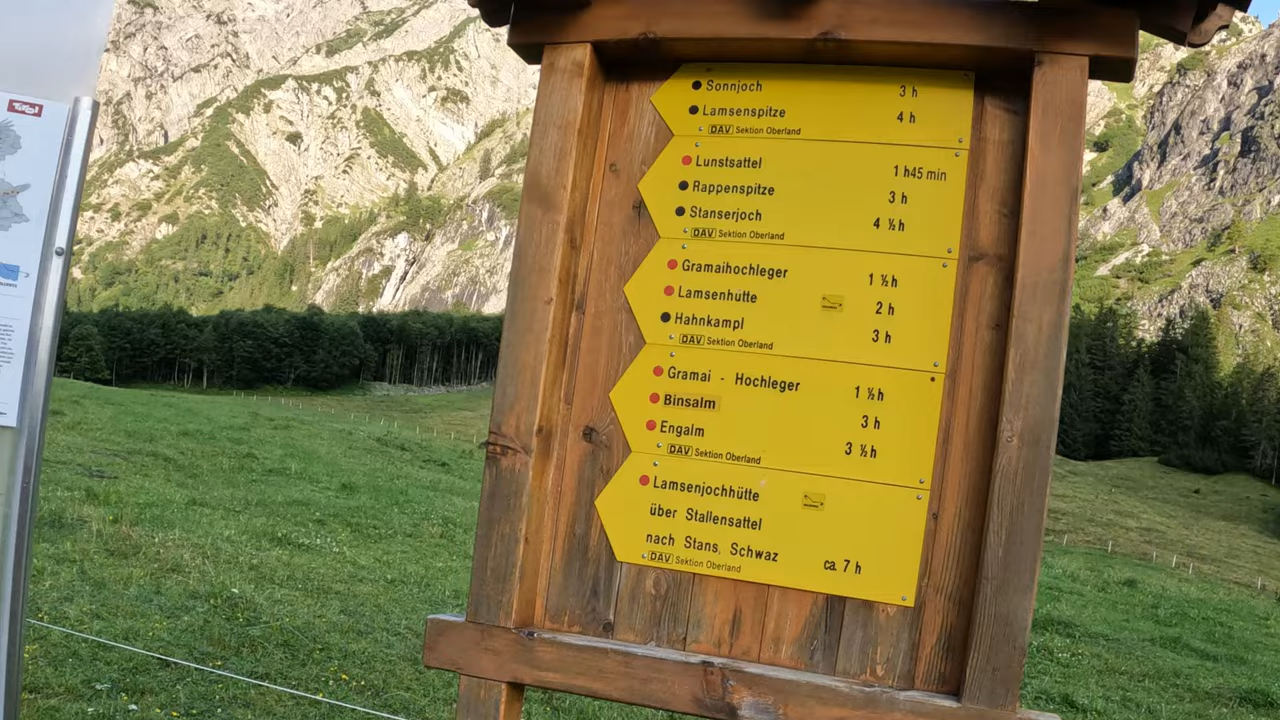 Tirol
Sonnjoch 3 h
Lamsenspitze 4 h
DAV Sektion Oberland
Lunstsattel 1 h45 min
Rappenspitze 3 h
Stanserjoch 4 ½ h
DAV Sektion Oberland
Gramaihochleger 1 ½ h
Lamsenhütte 2 h
Hahnkampl 3 h
DAV Sektion Oberland
Gramai - Hochleger 1 ½ h
Binsalm 3 h
Engalm 3 ½ h
DAV Sektion Oberland
Lamsenjochhütte
über Stallensattel
nach Stans, Schwaz ca. 7 h
DAV Sektion Oberland